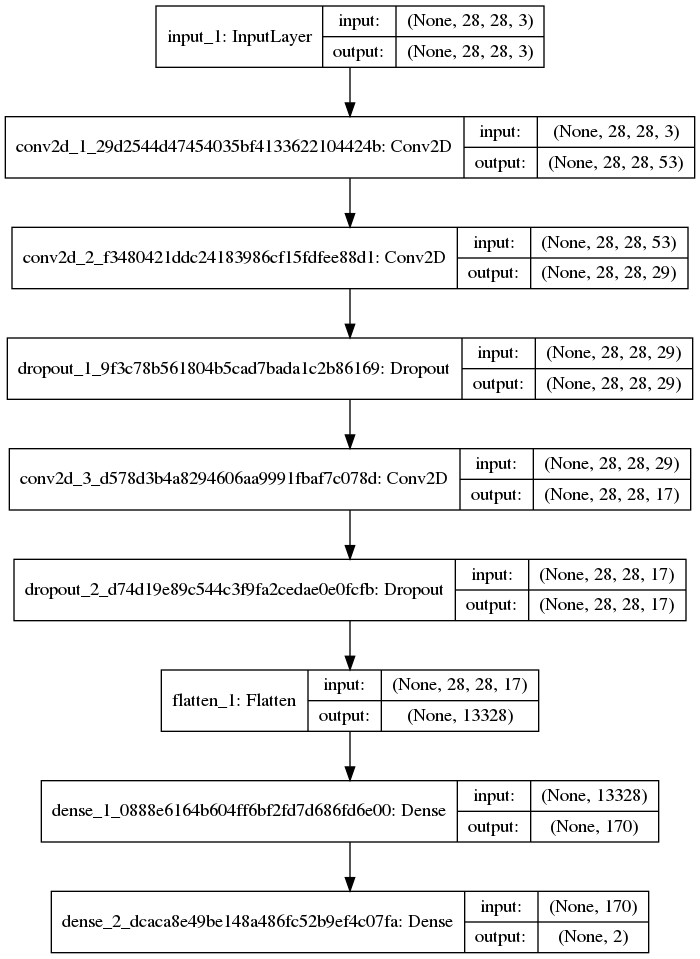 input_1: InputLayer
input: (None, 28, 28, 3)
output: (None, 28, 28, 3)
conv2d_1_29d2544d47454035bf4133622104424b: Conv2D
input: (None, 28, 28, 3)
output: (None, 28, 28, 53)
conv2d_2_f3480421ddc24183986cf15fdfee88d1: Conv2D
input: (None, 28, 28, 53)
output: (None, 28, 28, 29)
dropout_1_9f3c78b561804b5cad7bada1c2b86169: Dropout
input: (None, 28, 28, 29)
output: (None, 28, 28, 29)
conv2d_3_d578d3b4a8294606aa9991fbaf7c078d: Conv2D
input: (None, 28, 28, 29)
output: (None, 28, 28, 17)
dropout_2_d74d19e89c544c3f9fa2cedae0e0fcfb: Dropout
input: (None, 28, 28, 17)
output: (None, 28, 28, 17)
flatten_1: Flatten
input: (None, 28, 28, 17)
output: (None, 13328)
dense_1_0888e6164b604ff6bf2fd7d686fd6e00: Dense
input: (None, 13328)
output: (None, 170)
dense_2_dcaca8e49be148a486fc52b9ef4c07fa: Dense
input: (None, 170)
output: (None, 2)